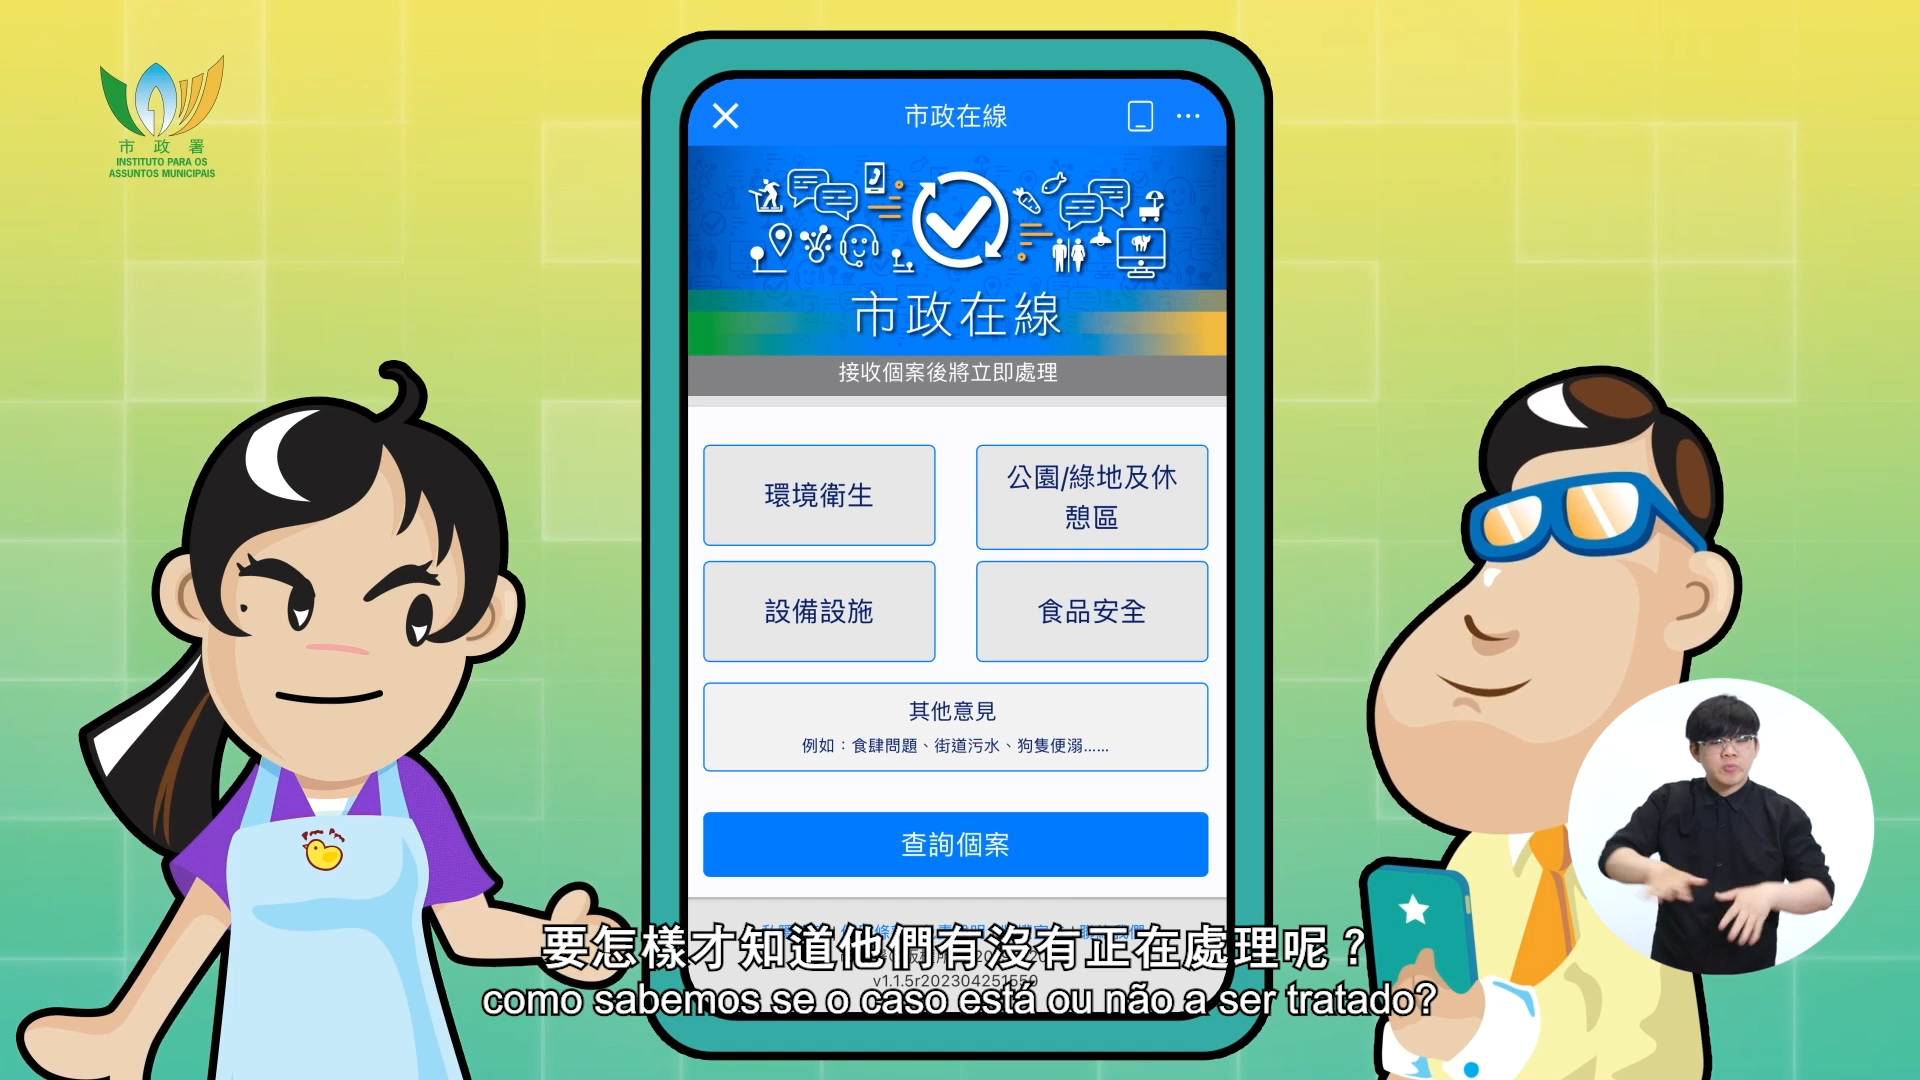 市政署
INSTITUTO PARA OS
ASSUNTOS MUNICIPAIS
市政在線
市政在線
接收個案後將立即處理
環境衛生
公園/綠地及休
憩區
設備設施
食品安全
其他意見
例如：食肆問題、街道污水、狗隻便溺......
查詢個案
要怎樣才知道他們有沒有正在處理呢？
v1.1.5r202304251550
como sabemos se o caso está ou não a ser tratado?